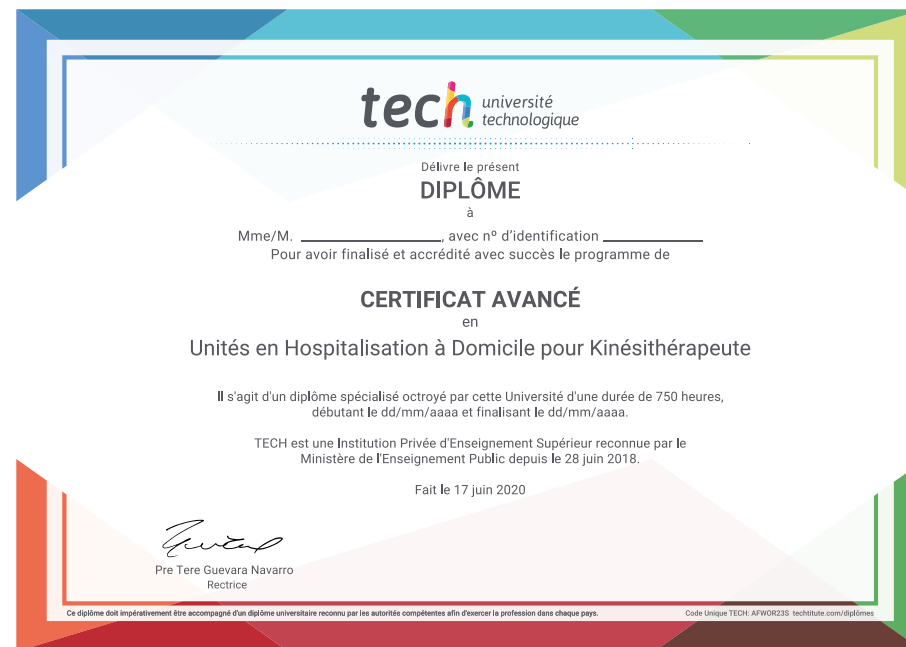 tech université
technologique
Délivre le présent
DIPLÔME
à
Mme/M. ____________________, avec nº d'identification ______________
Pour avoir finalisé et accrédité avec succès le programme de
CERTIFICAT AVANCÉ
en
Unités en Hospitalisation à Domicile pour Kinésithérapeute
Il s'agit d'un diplôme spécialisé octroyé par cette Université d'une durée de 750 heures,
débutant le dd/mm/aaaa et finalisant le dd/mm/aaaa.
TECH est une Institution Privée d'Enseignement Supérieur reconnue par le
Ministère de l'Enseignement Public depuis le 28 juin 2018.
Fait le 17 juin 2020
Pre Tere Guevara Navarro
Rectrice
Ce diplôme doit impérativement être accompagné d'un diplôme universitaire reconnu par les autorités compétentes afin d'exercer la profession dans chaque pays.
Code Unique TECH: AFWOR23S techtitute.com/diplômes